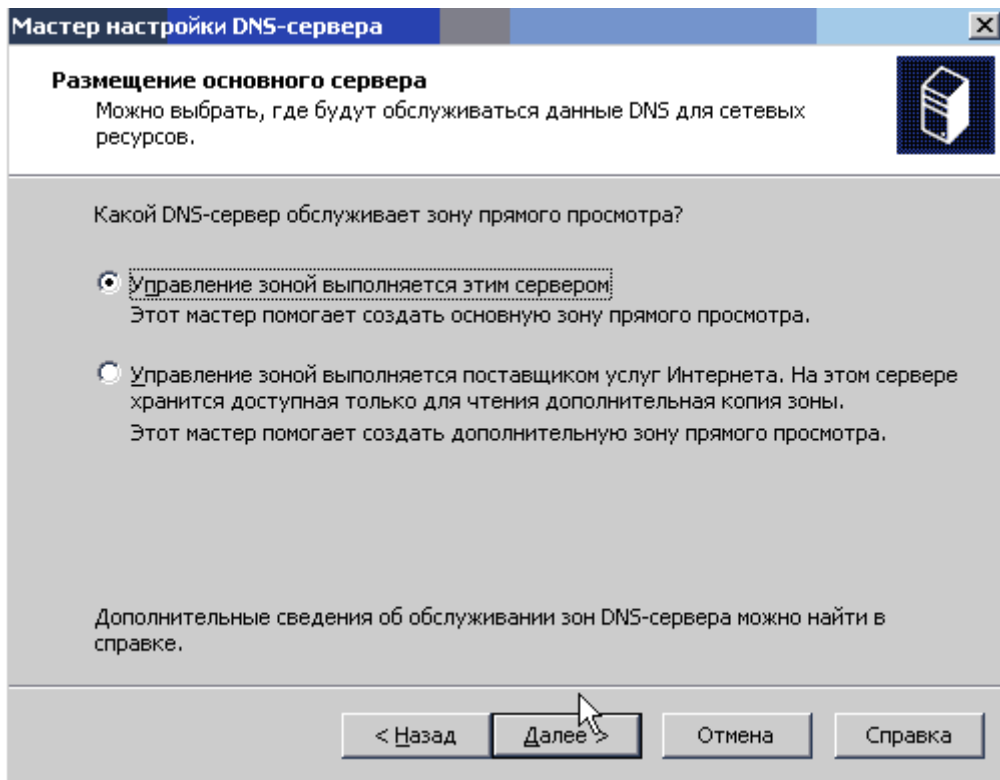 Мастер настройки DNS-сервера
Размещение основного сервера
Можно выбрать, где будут обслуживаться данные DNS для сетевых
ресурсов.
Какой DNS-сервер обслуживает зону прямого просмотра?
Управление зоной выполняется этим сервером
Этот мастер помогает создать основную зону прямого просмотра.
Управление зоной выполняется поставщиком услуг Интернета. На этом сервере
хранится доступная только для чтения дополнительная копия зоны.
Этот мастер помогает создать дополнительную зону прямого просмотра.
Дополнительные сведения об обслуживании зон DNS-сервера можно найти в
справке.
< Назад Далее > Отмена Справка